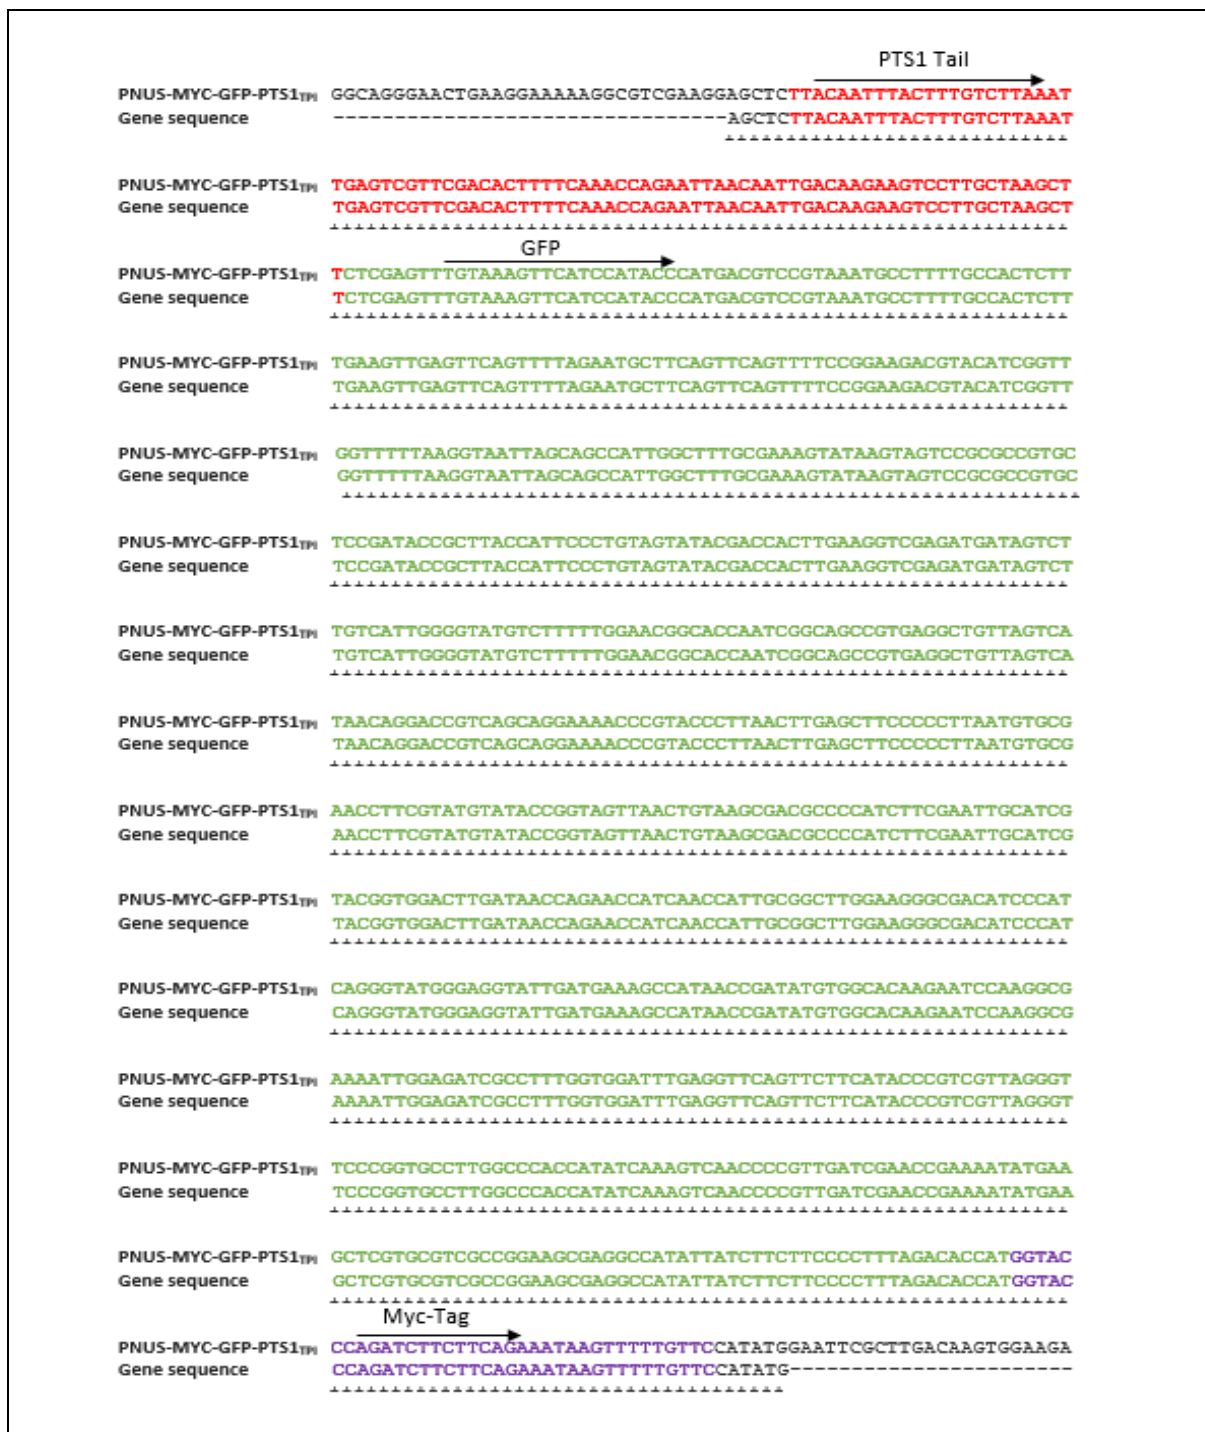 PTS1 Tail
PNUS-MYC-GFP-PTS1TPI GGCAGGGAACTGAAGGAAAAAGGCGTCGAAGGAGCTCTTACAATTTACTTTGTCTTAAAT
Gene sequence --------------------------------AGCTCTTACAATTTACTTTGTCTTAAAT
PNUS-MYC-GFP-PTS1TPI TGAGTCGTTCGACACTTTTCAAACCAGAATTAACAATTGACAAGAAGTCCTTGCTAAGCT
Gene sequence TGAGTCGTTCGACACTTTTCAAACCAGAATTAACAATTGACAAGAAGTCCTTGCTAAGCT
GFP
PNUS-MYC-GFP-PTS1TPI TCTCGAGTTTGTAAAGTTCATCCATACCCATGACGTCCGTAAATGCCTTTTGCCACTCTT
Gene sequence TCTCGAGTTTGTAAAGTTCATCCATACCCATGACGTCCGTAAATGCCTTTTGCCACTCTT
PNUS-MYC-GFP-PTS1TPI TGAAGTTGAGTTCAGTTTTAGAATGCTTCAGTTCAGTTTTCCGGAAGACGTACATCGGTT
Gene sequence TGAAGTTGAGTTCAGTTTTAGAATGCTTCAGTTCAGTTTTCCGGAAGACGTACATCGGTT
PNUS-MYC-GFP-PTS1TPI GGTTTTTAAGGTAATTAGCAGCCATTGGCTTTGCGAAAGTATAAGTAGTCCGCGCCGTGC
Gene sequence GGTTTTTAAGGTAATTAGCAGCCATTGGCTTTGCGAAAGTATAAGTAGTCCGCGCCGTGC
PNUS-MYC-GFP-PTS1TPI TCCGATACCGCTTACCATTCCCTGTAGTATACGACCACTTGAAGGTCGAGATGATAGTCT
Gene sequence TCCGATACCGCTTACCATTCCCTGTAGTATACGACCACTTGAAGGTCGAGATGATAGTCT
PNUS-MYC-GFP-PTS1TPI TGTCATTGGGGTATGTCTTTTTGGAACGGCACCAATCGGCAGCCGTGAGGCTGTTAGTCA
Gene sequence TGTCATTGGGGTATGTCTTTTTGGAACGGCACCAATCGGCAGCCGTGAGGCTGTTAGTCA
PNUS-MYC-GFP-PTS1TPI TAACAGGACCGTCAGCAGGAAAACCCGTACCCTTAACTTGAGCTTCCCCCTTAATGTGCG
Gene sequence TAACAGGACCGTCAGCAGGAAAACCCGTACCCTTAACTTGAGCTTCCCCCTTAATGTGCG
PNUS-MYC-GFP-PTS1TPI AACCTTCGTATGTATACCGGTAGTTAACTGTAAGCGACGCCCCATCTTCGAATTGCATCG
Gene sequence AACCTTCGTATGTATACCGGTAGTTAACTGTAAGCGACGCCCCATCTTCGAATTGCATCG
PNUS-MYC-GFP-PTS1TPI TACGGTGGACTTGATAACCAGAACCATCAACCATTGCGGCTTGGAAGGGCGACATCCCAT
Gene sequence TACGGTGGACTTGATAACCAGAACCATCAACCATTGCGGCTTGGAAGGGCGACATCCCAT
PNUS-MYC-GFP-PTS1TPI CAGGGTATGGGAGGTATTGATGAAAGCCATAACCGATATGTGGCACAAGAATCCAAGGCG
Gene sequence CAGGGTATGGGAGGTATTGATGAAAGCCATAACCGATATGTGGCACAAGAATCCAAGGCG
PNUS-MYC-GFP-PTS1TPI AAAATTGGAGATCGCCTTTGGTGGATTTGAGGTTCAGTTCTTCATACCCGTCGTTAGGGT
Gene sequence AAAATTGGAGATCGCCTTTGGTGGATTTGAGGTTCAGTTCTTCATACCCGTCGTTAGGGT
PNUS-MYC-GFP-PTS1TPI TCCCGGTGCCTTGGCCCACCATATCAAAGTCAACCCCGTTGATCGAACCGAAAATATGAA
Gene sequence TCCCGGTGCCTTGGCCCACCATATCAAAGTCAACCCCGTTGATCGAACCGAAAATATGAA
PNUS-MYC-GFP-PTS1TPI GCTCGTGCGTCGCCGGAAGCGAGGCCATATTATCTTCTTCCCCTTTAGACACCATGGTAC
Gene sequence GCTCGTGCGTCGCCGGAAGCGAGGCCATATTATCTTCTTCCCCTTTAGACACCATGGTAC
Myc-Tag
PNUS-MYC-GFP-PTS1TPI CCAGATCTTCTTCAGAAATAAGTTTTTGTTCCATATGGAATTCGCTTGACAAGTGGAAGA
Gene sequence CCAGATCTTCTTCAGAAATAAGTTTTTGTTCCATATG-----------------------